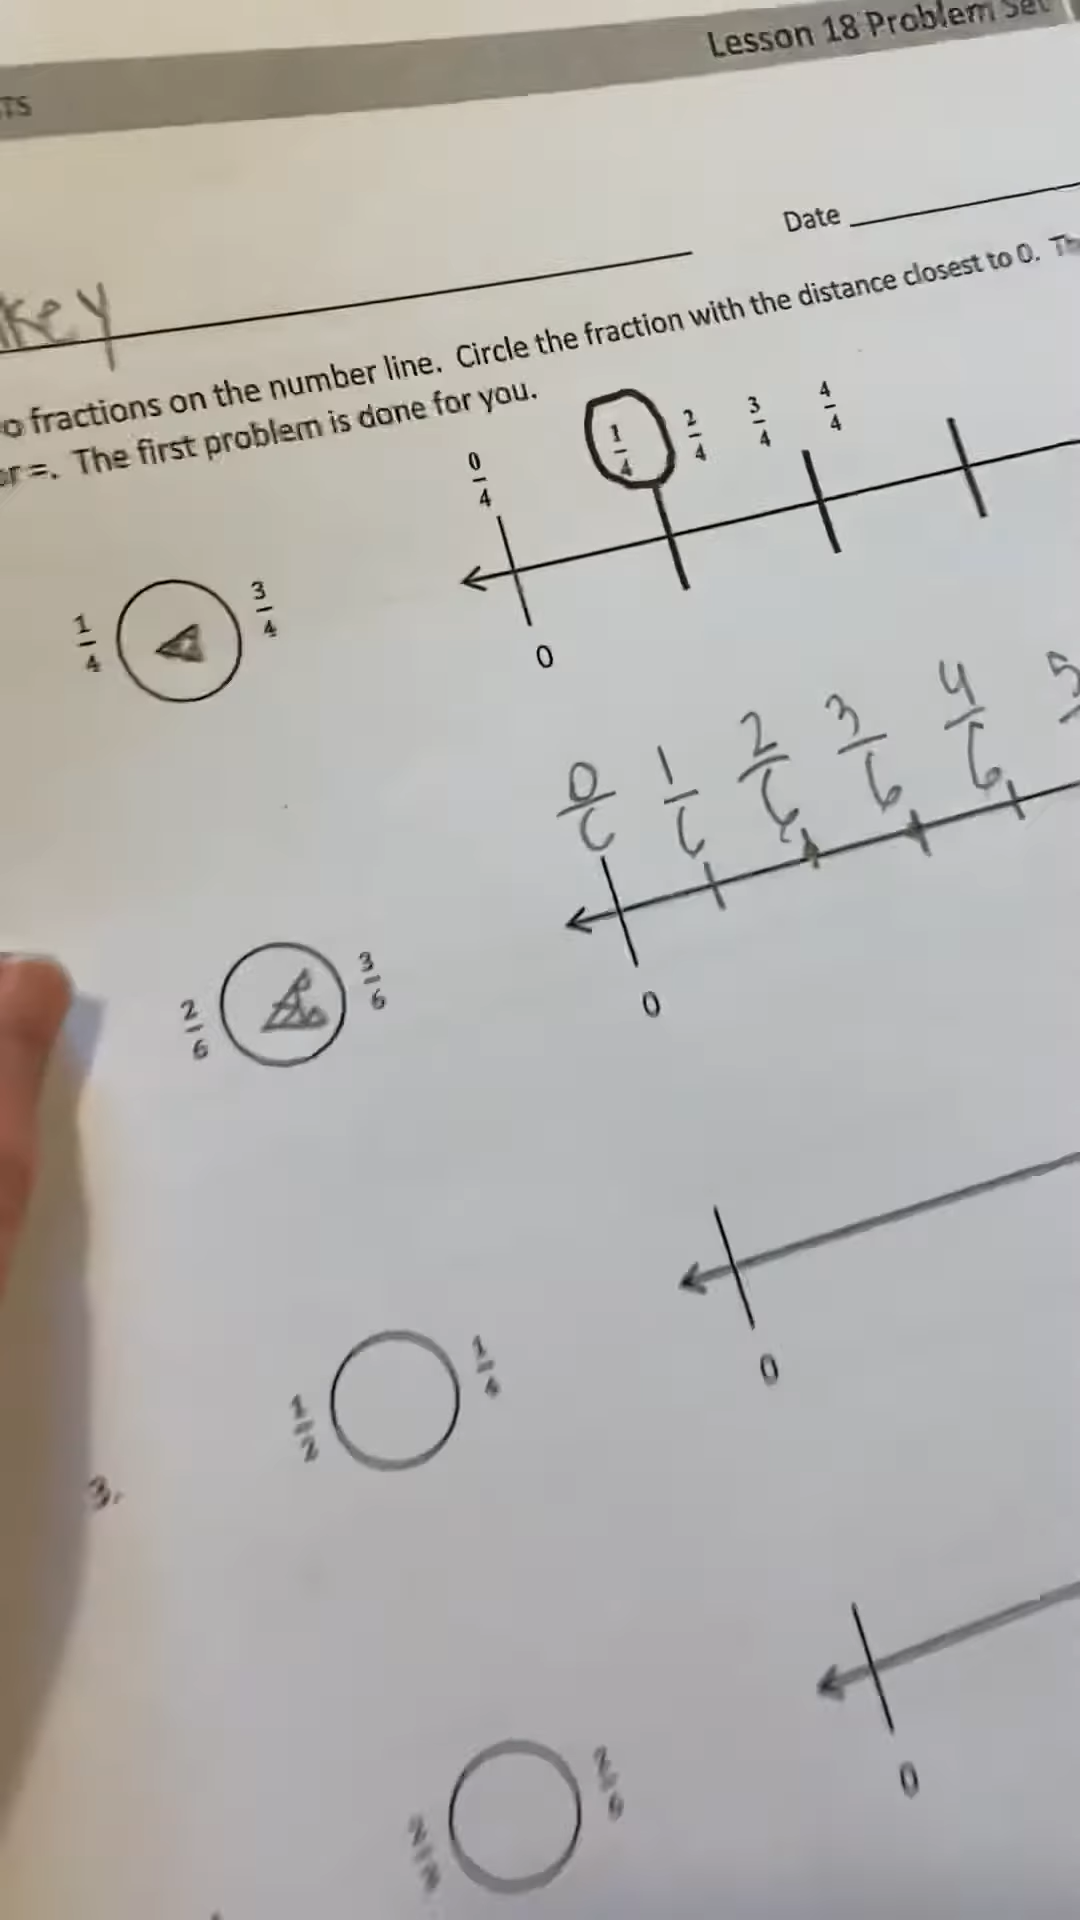 Lesson 18 Problem Set
TS
Date
Key
o fractions on the number line. Circle the fraction with the distance closest to 0. Th
or =. The first problem is done for you.
0/4 1/4 2/4 3/4 4/4
1/4 3/4
0
0/6 1/6 2/6 3/6 4/6 5
2/6 3/6
0
1/2 1/4
0
3.
0